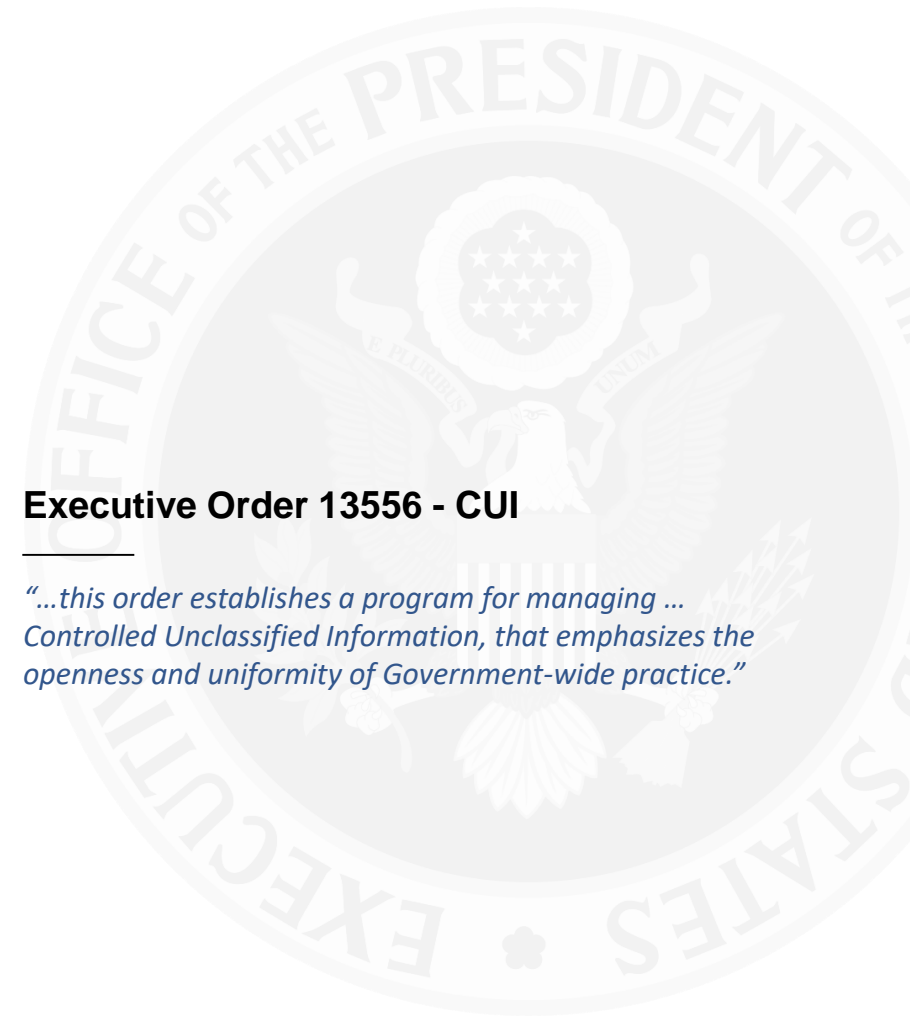 EXECUTIVE OFFICE OF THE PRESIDENT OF
STATES
E PLURIBUS UNUM
Executive Order 13556 - CUI
“…this order establishes a program for managing …
Controlled Unclassified Information, that emphasizes the
openness and uniformity of Government-wide practice.”